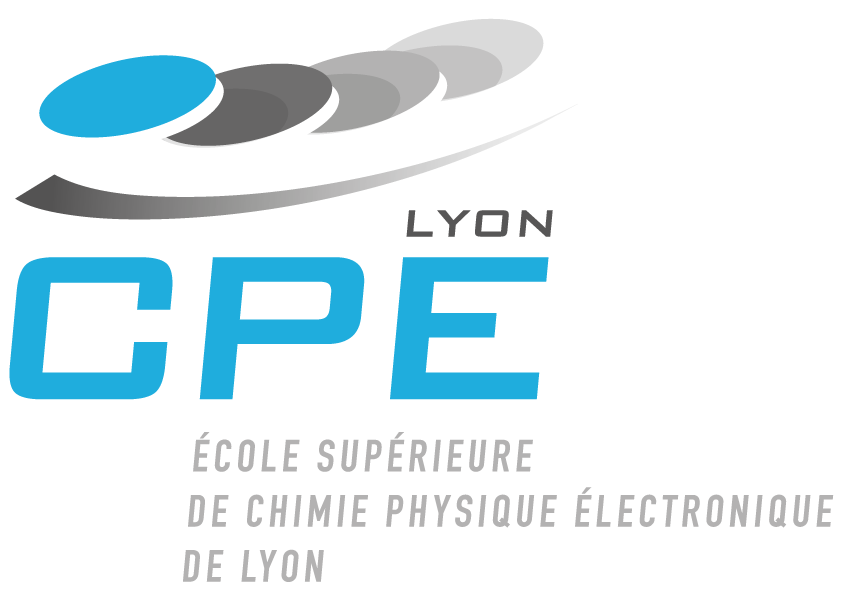 LYON
CPE
ÉCOLE SUPÉRIEURE
DE CHIMIE PHYSIQUE ÉLECTRONIQUE
DE LYON